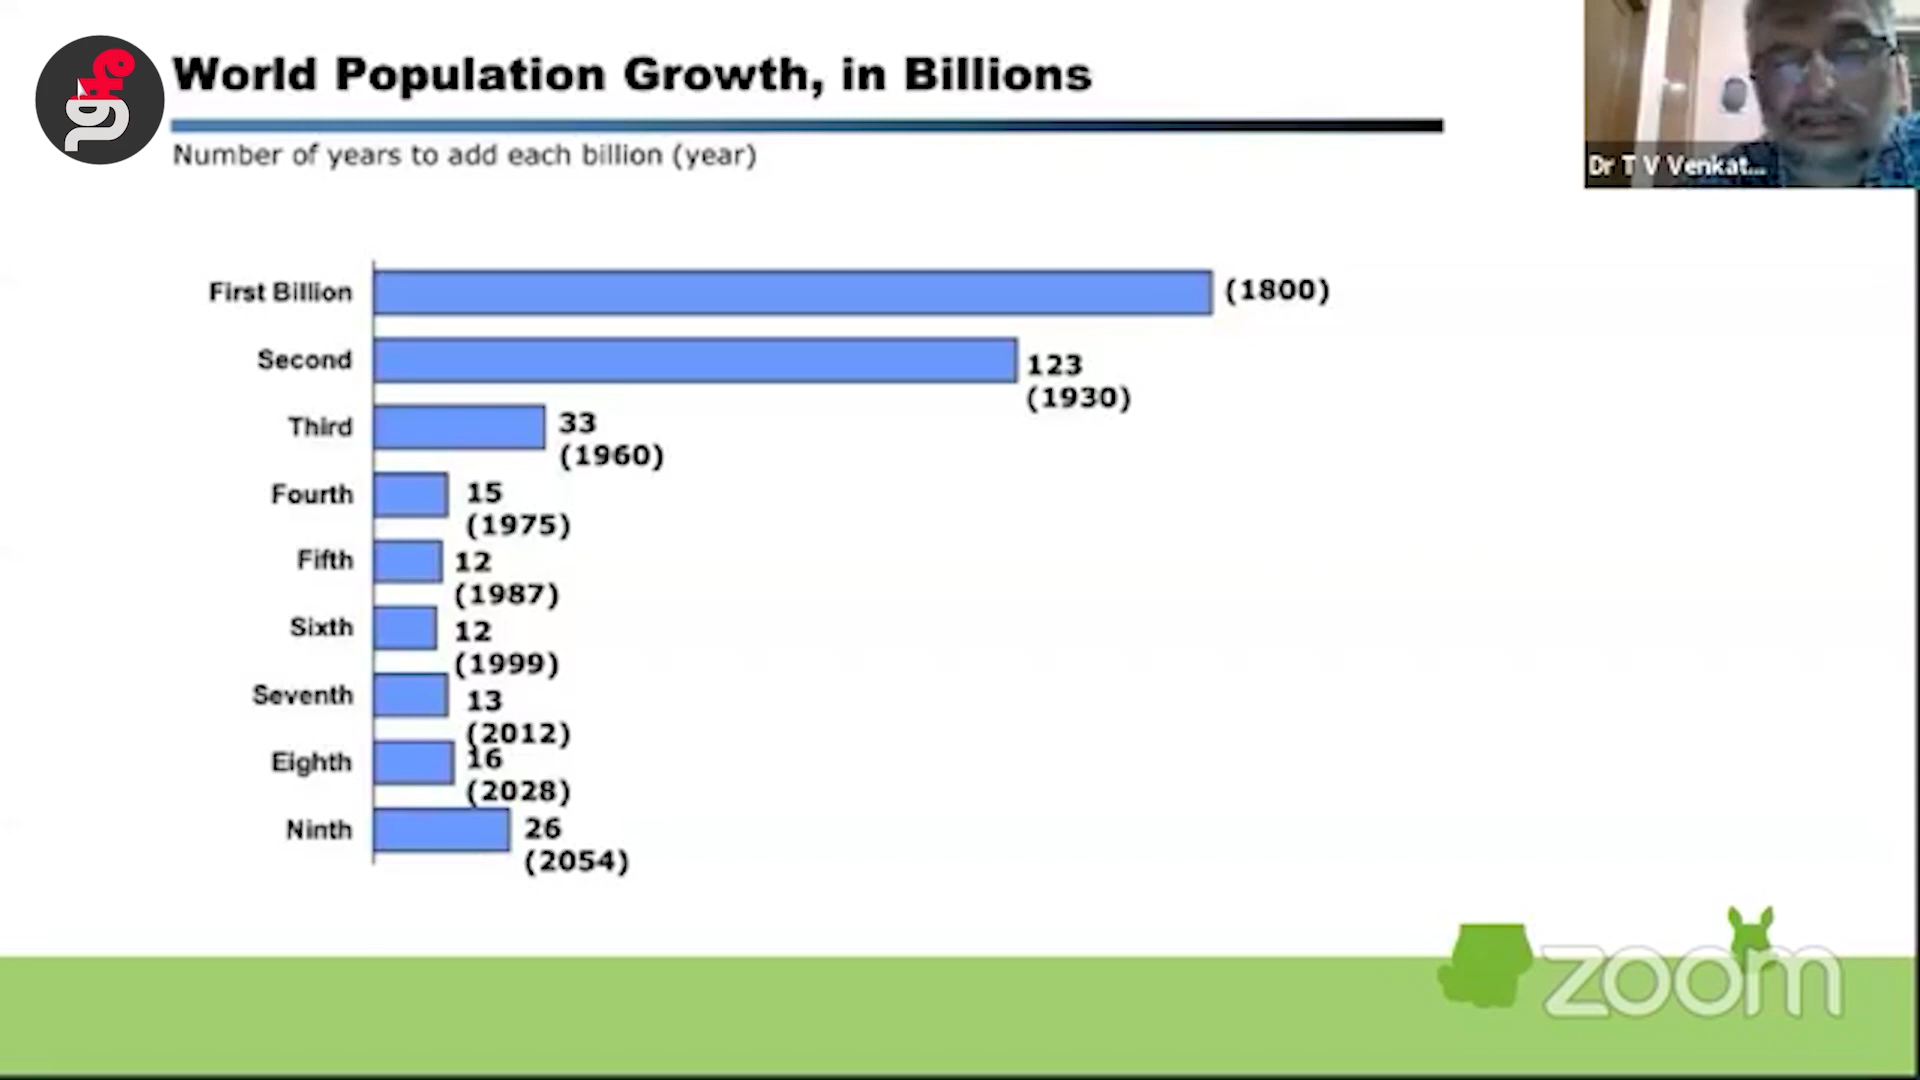 World Population Growth, in Billions
Number of years to add each billion (year)
Dr T V Venkat...
First Billion
(1800)
Second
123
(1930)
Third
33
(1960)
Fourth
15
(1975)
Fifth
12
(1987)
Sixth
12
(1999)
Seventh
13
(2012)
Eighth
16
(2028)
Ninth
26
(2054)
zoom